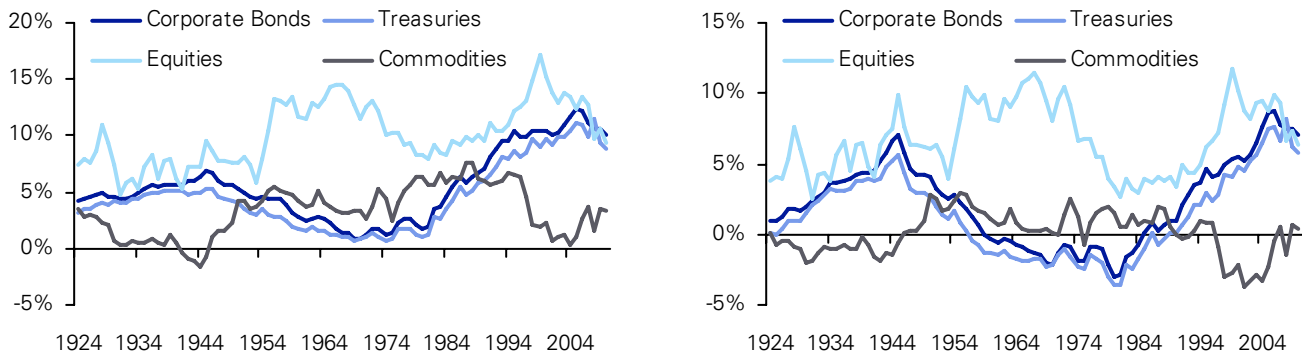 20%
15%
10%
5%
0%
-5%
Corporate Bonds
Treasuries
Equities
Commodities
1924 1934 1944 1954 1964 1974 1984 1994 2004
15%
10%
5%
0%
-5%
Corporate Bonds
Treasuries
Equities
Commodities
1924 1934 1944 1954 1964 1974 1984 1994 2004